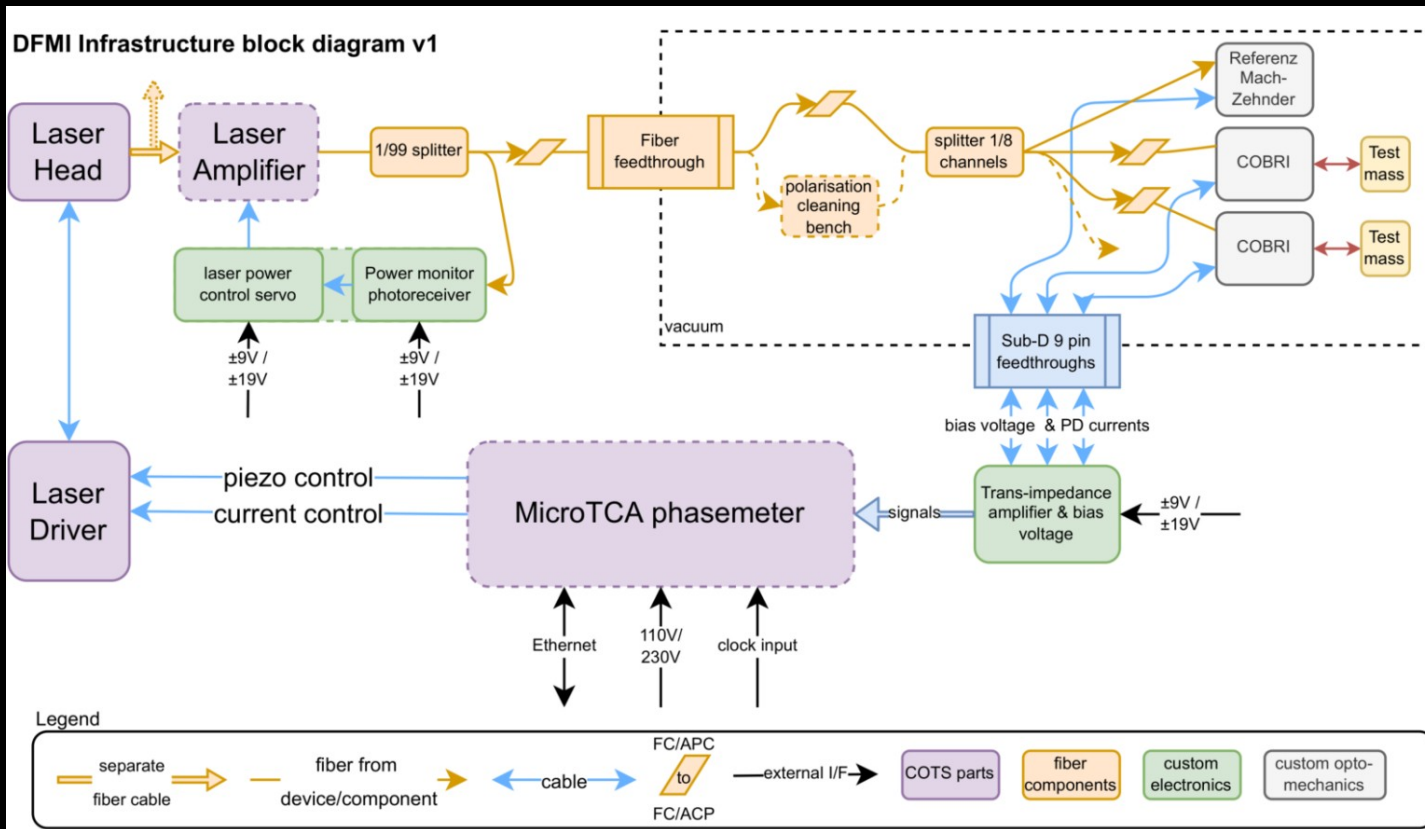 DFMI Infrastructure block diagram v1
Laser
Head
Laser
Amplifier
1/99 splitter
Fiber
feedthrough
polarisation
cleaning
bench
splitter 1/8
channels
Referenz
Mach-
Zehnder
COBRI
Test
mass
COBRI
Test
mass
laser power
control servo
Power monitor
photoreceiver
±9V /
±19V
±9V /
±19V
vacuum
Sub-D 9 pin
feedthroughs
bias voltage & PD currents
Laser
Driver
piezo control
current control
MicroTCA phasemeter
signals
Trans-impedance
amplifier & bias
voltage
±9V /
±19V
Ethernet
110V/
230V
clock input
Legend
separate
fiber cable
fiber from
device/component
cable
FC/APC
to
FC/ACP
external I/F
COTS parts
fiber
components
custom
electronics
custom opto-
mechanics